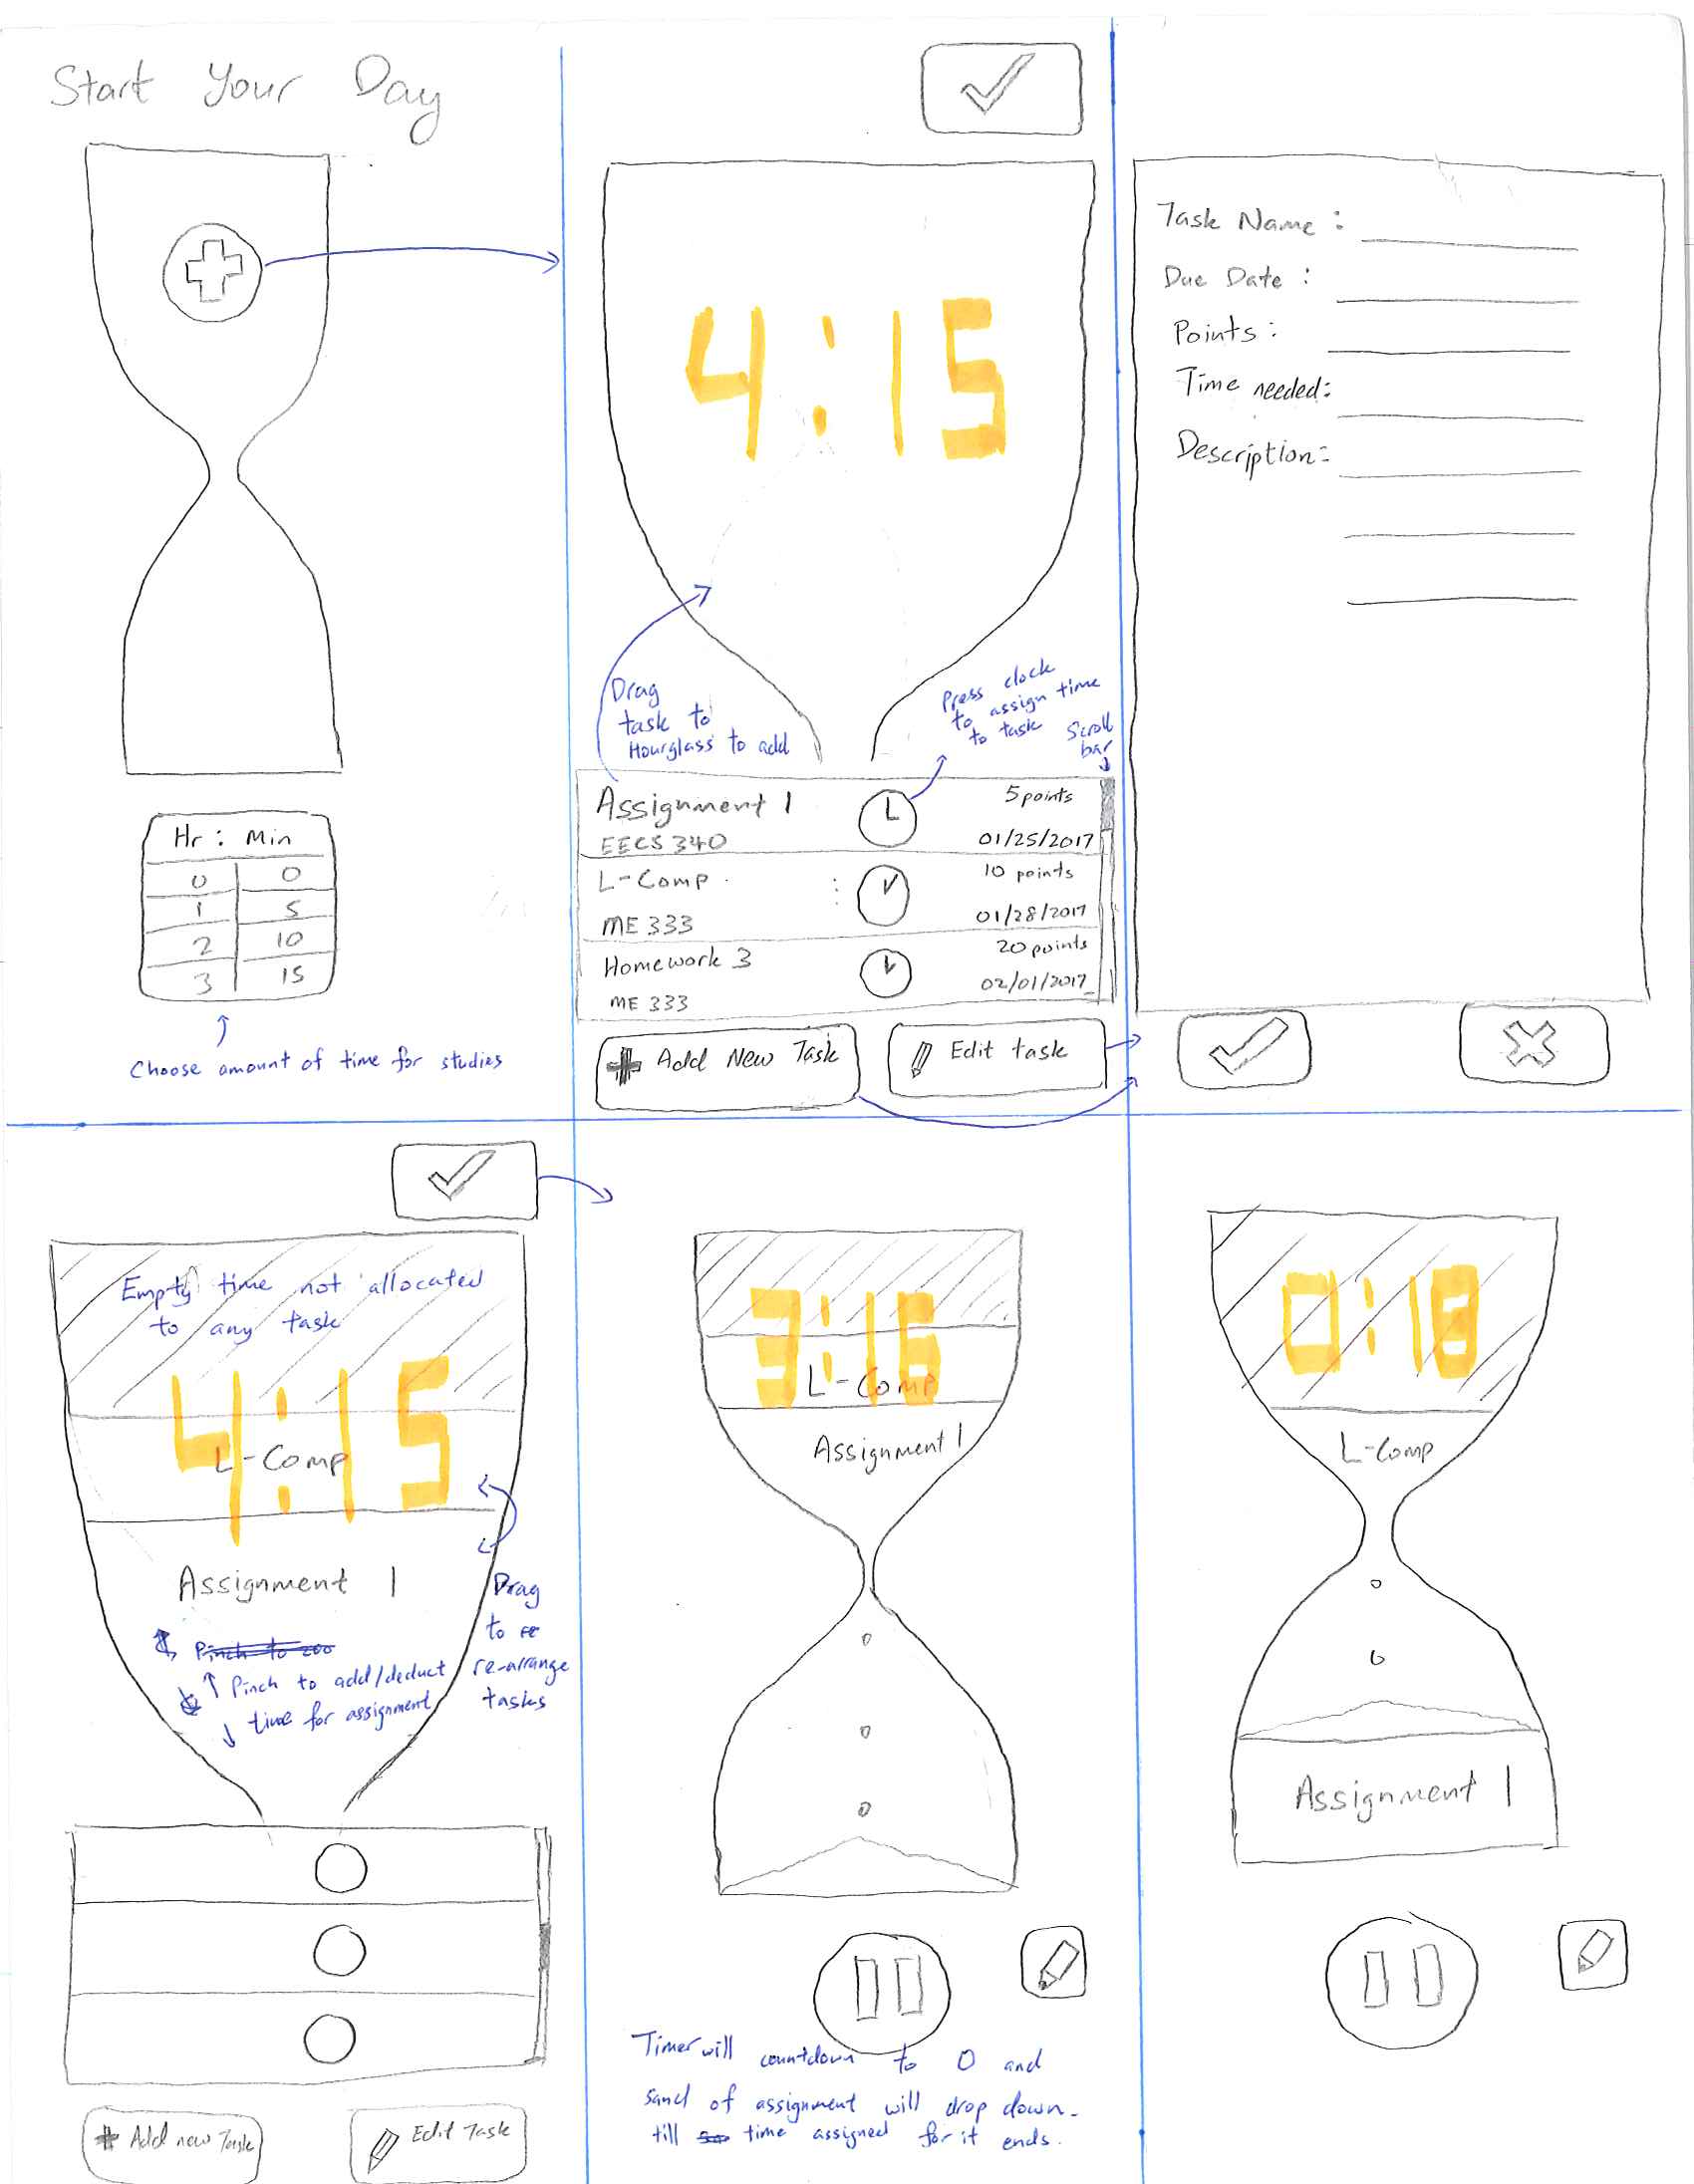 Start Your Day
Hr : Min
0 0
1 5
2 10
3 15
Choose amount of time for studies
4:15
Drag
task to
Hourglass to add
Press clock
to assign time
to task
Scroll
bar
Assignment 1
EECS 340
5 points
01/25/2017
L-Comp
ME 333
10 points
01/28/2017
Homework 3
ME 333
20 points
02/01/2017
Add New Task
Edit task
Task Name :
Due Date :
Points :
Time needed:
Description:
Empty time not allocated
to any task
4:15
L-Comp
Assignment 1
Pinch to zoo
Pinch to add/deduct
time for assignment
Drag
to re
re-arrange
tasks
+ Add new Task
Edit Task
3:16
L-Comp
Assignment 1
Timer will countdown to 0 and
sand of assignment will drop down
till time assigned for it ends.
0:18
L-Comp
Assignment 1